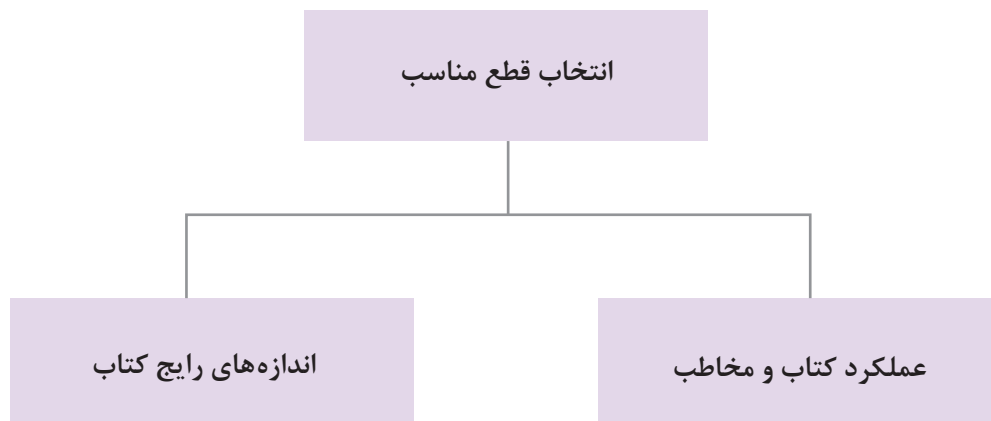 انتخاب قطع مناسب
عملکرد کتاب و مخاطب
اندازه‌های رایج کتاب